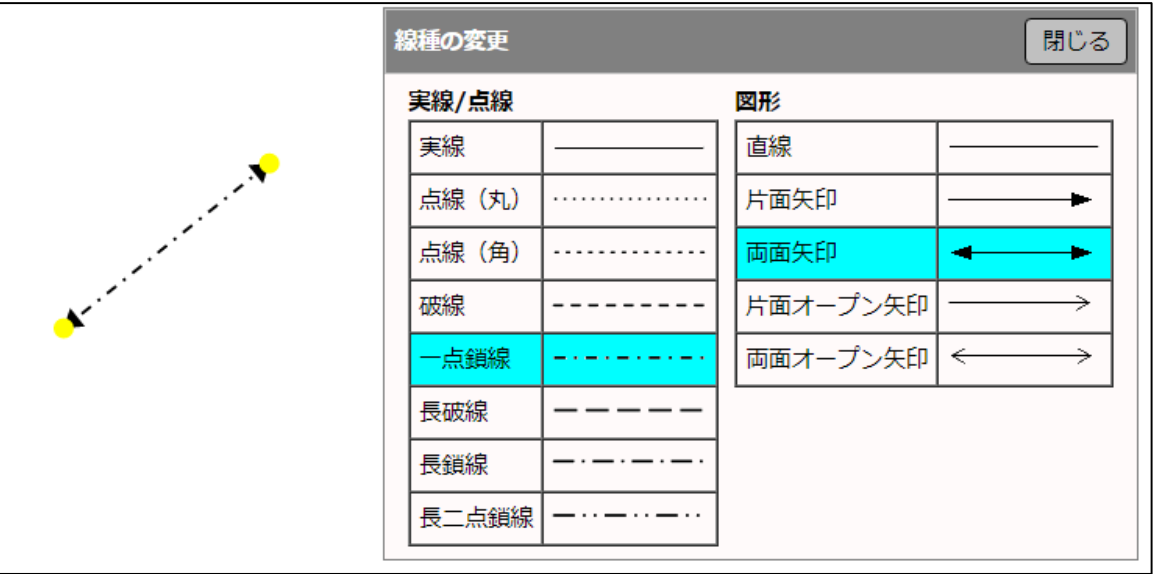 線種の変更
閉じる
実線/点線
実線
点線（丸）
点線（角）
破線
一点鎖線
長破線
長鎖線
長二点鎖線
図形
直線
片面矢印
両面矢印
片面オープン矢印
両面オープン矢印